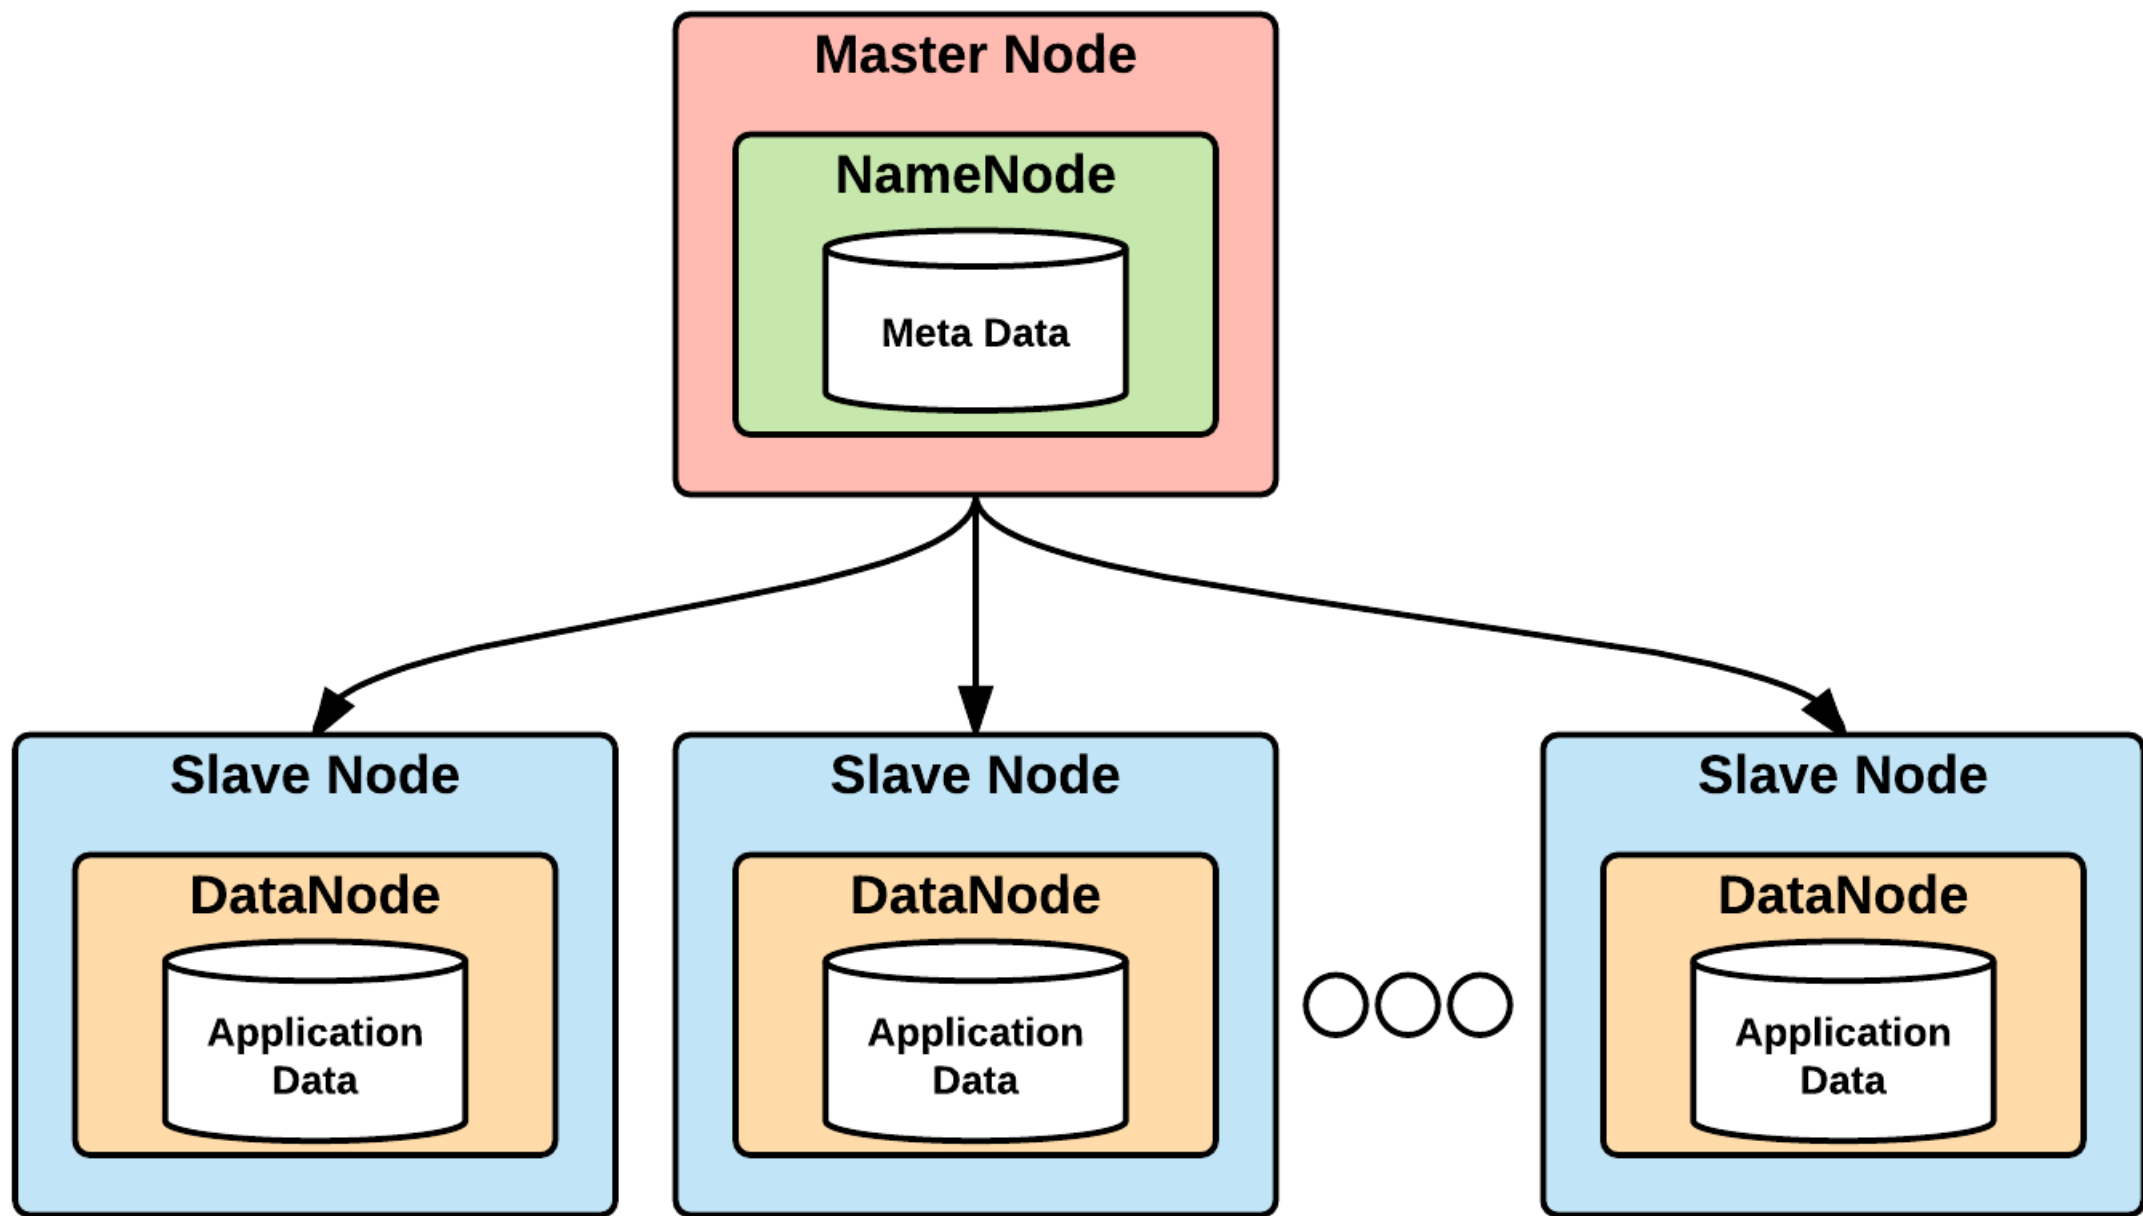 Master Node
NameNode
Meta Data
Slave Node
DataNode
Application
Data
Slave Node
DataNode
Application
Data
Slave Node
DataNode
Application
Data